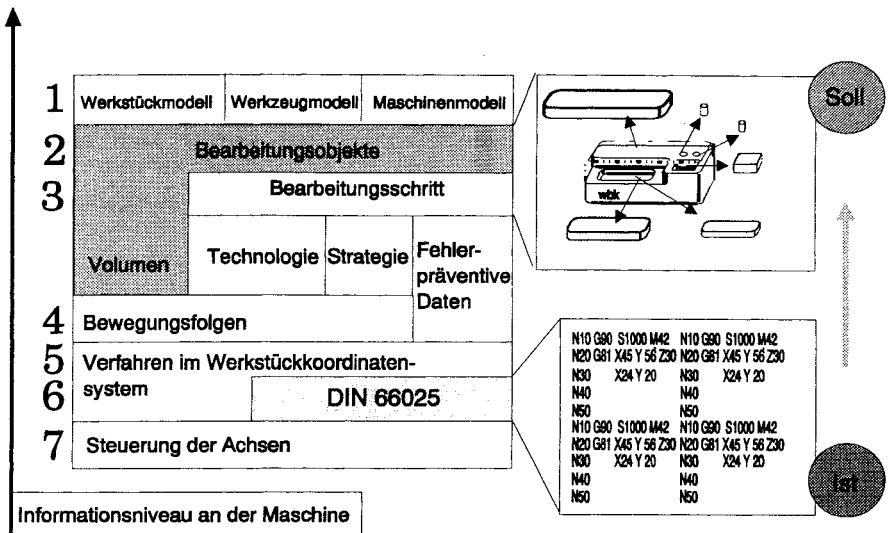 1 Werkstückmodell Werkzeugmodell Maschinenmodell
2 Bearbeitungsobjekte
3 Bearbeitungsschritt
Volumen Technologie Strategie Fehler-
präventive
Daten
4 Bewegungsfolgen
5 Verfahren im Werkstückkoordinaten-
system
6 DIN 66025
7 Steuerung der Achsen
Informationsniveau an der Maschine
wbk
Soll
N10 G90 S1000 M42 N10 G90 S1000 M42
N20 G81 X45 Y 56 Z30 N20 G81 X45 Y 56 Z30
N30 X24 Y 20 N30 X24 Y 20
N40 N40
N50 N50
N10 G90 S1000 M42 N10 G90 S1000 M42
N20 G81 X45 Y 56 Z30 N20 G81 X45 Y 56 Z30
N30 X24 Y 20 N30 X24 Y 20
N40 N40
N50 N50
Ist